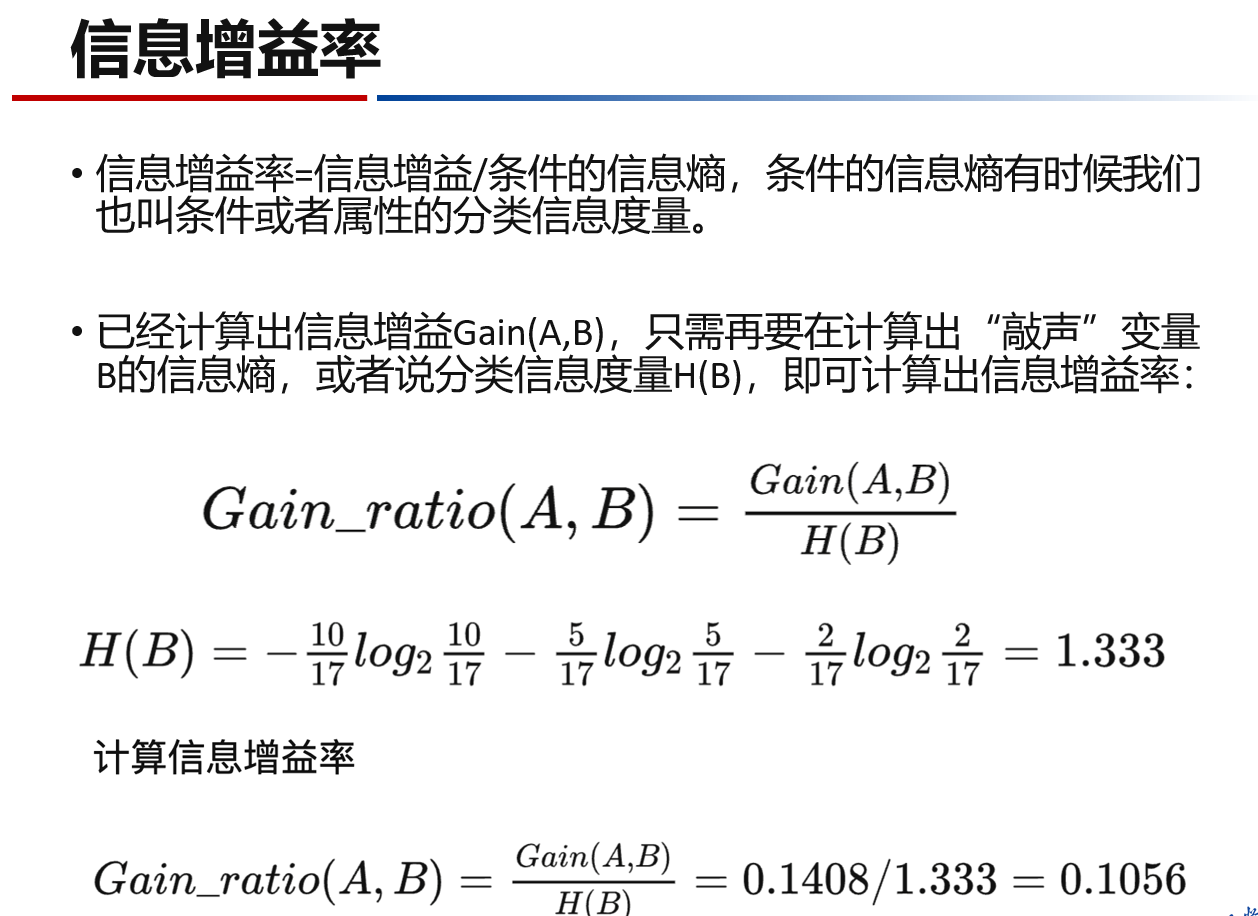 信息增益率
• 信息增益率=信息增益/条件的信息熵，条件的信息熵有时候我们
也叫条件或者属性的分类信息度量。
• 已经计算出信息增益Gain(A,B)，只需再要在计算出“敲声”变量
B的信息熵，或者说分类信息度量H(B)，即可计算出信息增益率：
Gain_ratio(A, B) = \frac{Gain(A,B)}{H(B)}
H(B) = -\frac{10}{17}log_2\frac{10}{17} - \frac{5}{17}log_2\frac{5}{17} - \frac{2}{17}log_2\frac{2}{17} = 1.333
计算信息增益率
Gain_ratio(A, B) = \frac{Gain(A,B)}{H(B)} = 0.1408/1.333 = 0.1056